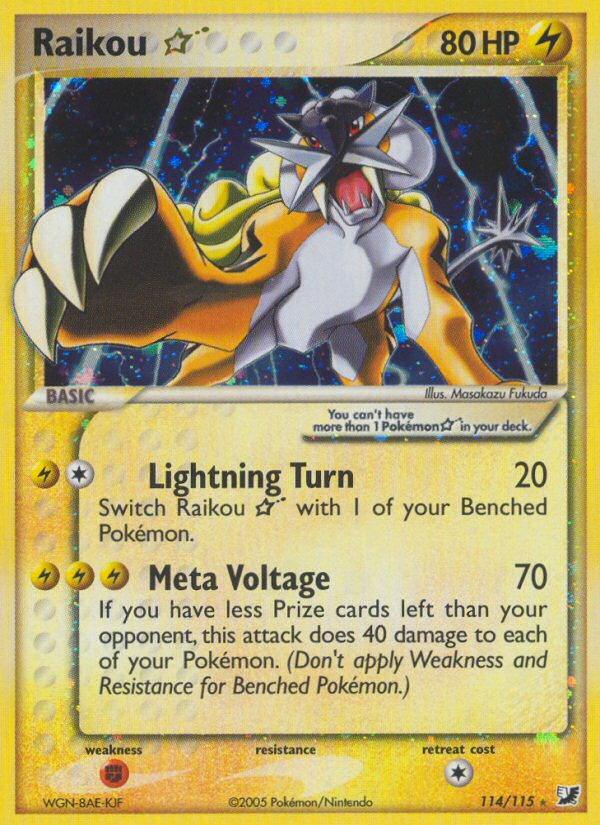 Raikou ☆ 80 HP
BASIC
Illus. Masakazu Fukuda
You can't have
more than 1 Pokémon ☆ in your deck.
Lightning Turn 20
Switch Raikou ☆ with 1 of your Benched
Pokémon.
Meta Voltage 70
If you have less Prize cards left than your
opponent, this attack does 40 damage to each
of your Pokémon. (Don't apply Weakness and
Resistance for Benched Pokémon.)
weakness resistance retreat cost
WGN-8AE-KJF ©2005 Pokémon/Nintendo 114/115 ★